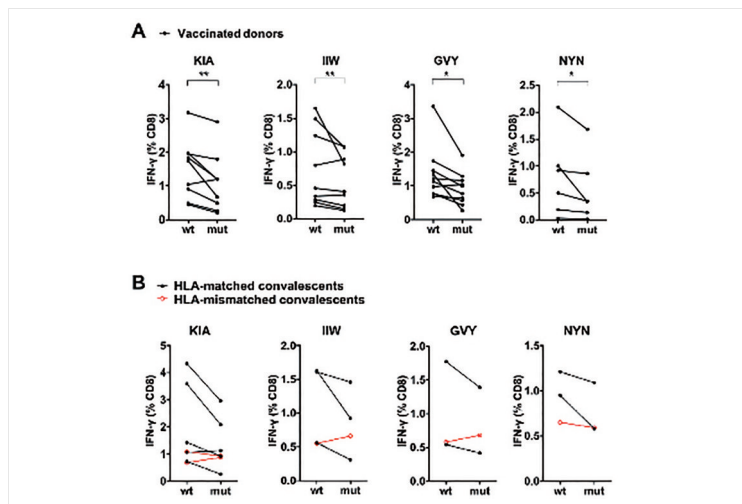 A
Vaccinated donors
KIA
IIW
GVY
NYN
**
**
*
*
IFN-γ (% CD8)
4
3
2
1
0
wt
mut
IFN-γ (% CD8)
2.0
1.5
1.0
0.5
0.0
wt
mut
IFN-γ (% CD8)
4
3
2
1
0
wt
mut
IFN-γ (% CD8)
2.5
2.0
1.5
1.0
0.5
0.0
wt
mut
B
HLA-matched convalescents
HLA-mismatched convalescents
KIA
IIW
GVY
NYN
IFN-γ (% CD8)
5
4
3
2
1
0
wt
mut
IFN-γ (% CD8)
2.0
1.5
1.0
0.5
0.0
wt
mut
IFN-γ (% CD8)
2.0
1.5
1.0
0.5
0.0
wt
mut
IFN-γ (% CD8)
1.5
1.0
0.5
0.0
wt
mut